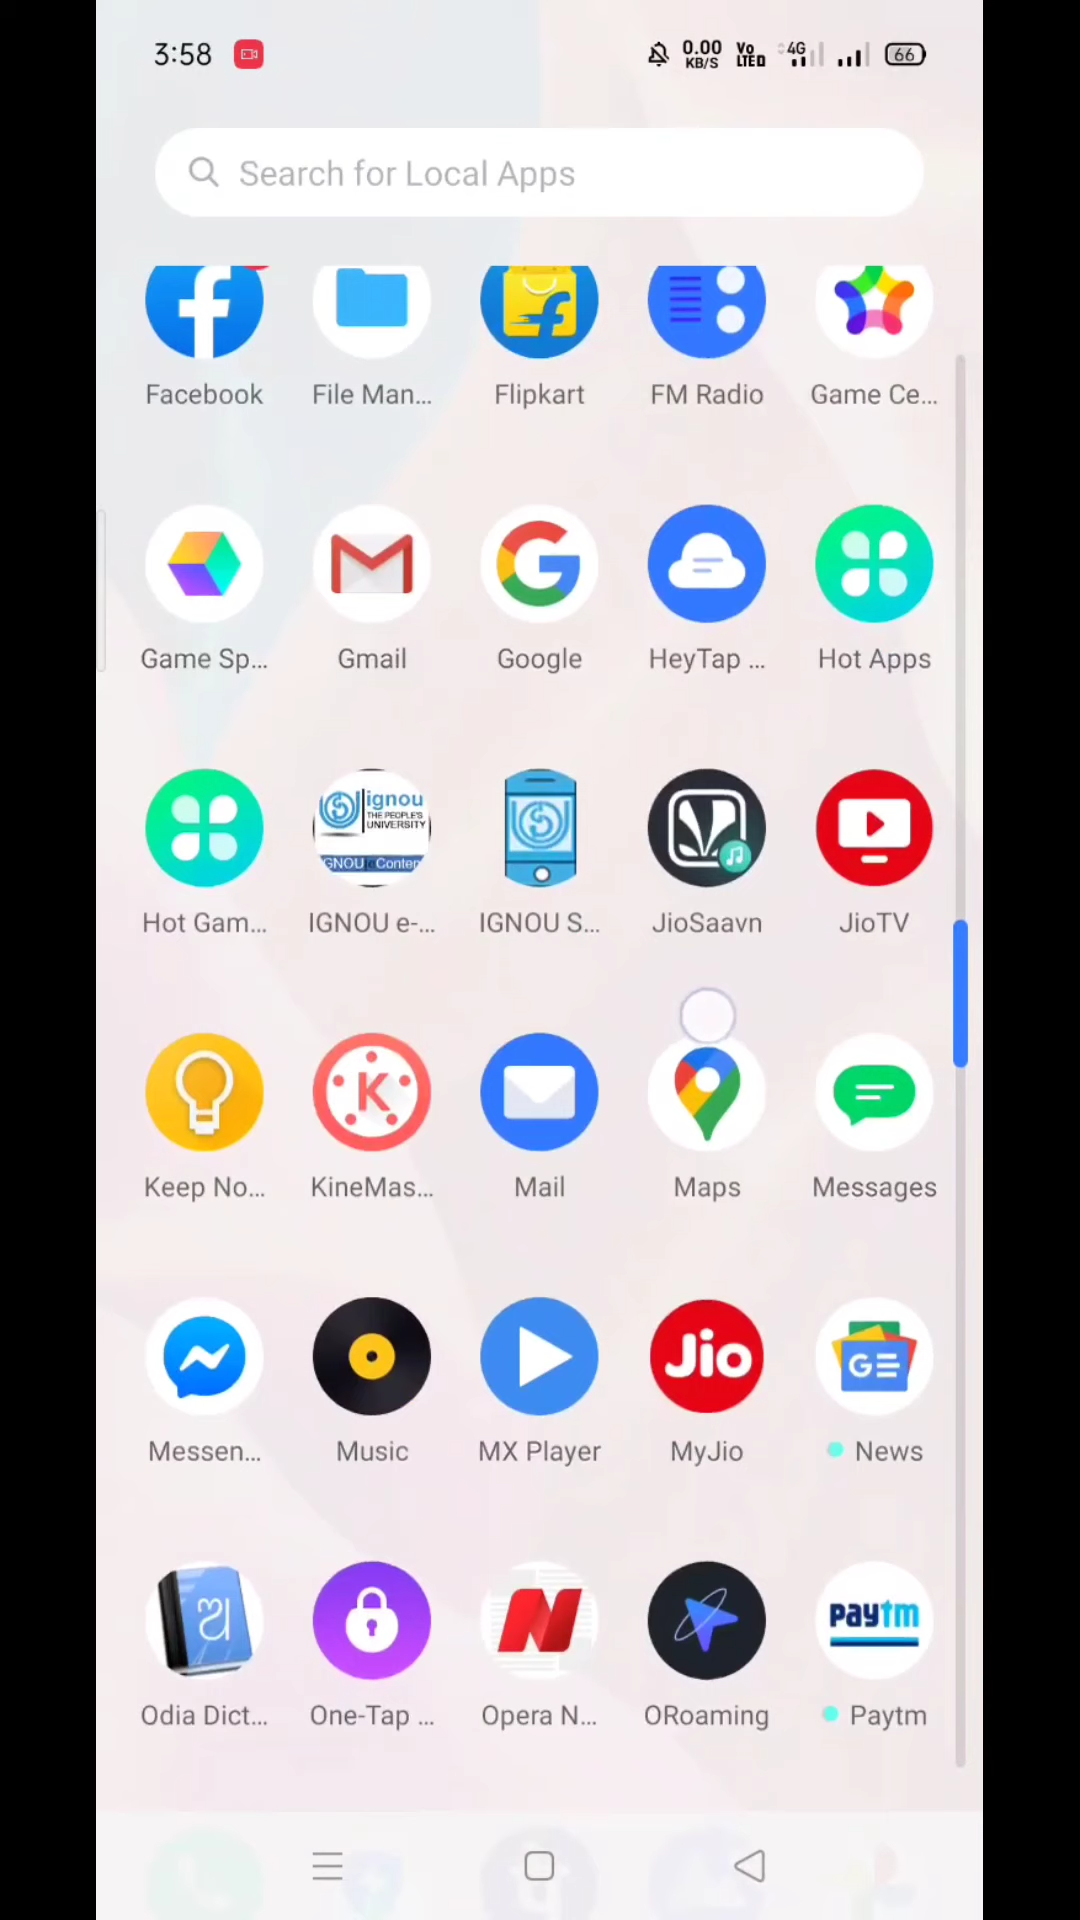 3:58
0.00 KB/S Vo LTE 4G 66
Search for Local Apps
Facebook File Man... Flipkart FM Radio Game Ce...
Game Sp... Gmail Google HeyTap ... Hot Apps
ignou
THE PEOPLE'S
UNIVERSITY
Hot Gam... IGNOU e-... IGNOU S... JioSaavn JioTV
Keep No... KineMas... Mail Maps Messages
Jio
Messen... Music MX Player MyJio News
ଅ
paytm
Odia Dict... One-Tap ... Opera N... ORoaming Paytm